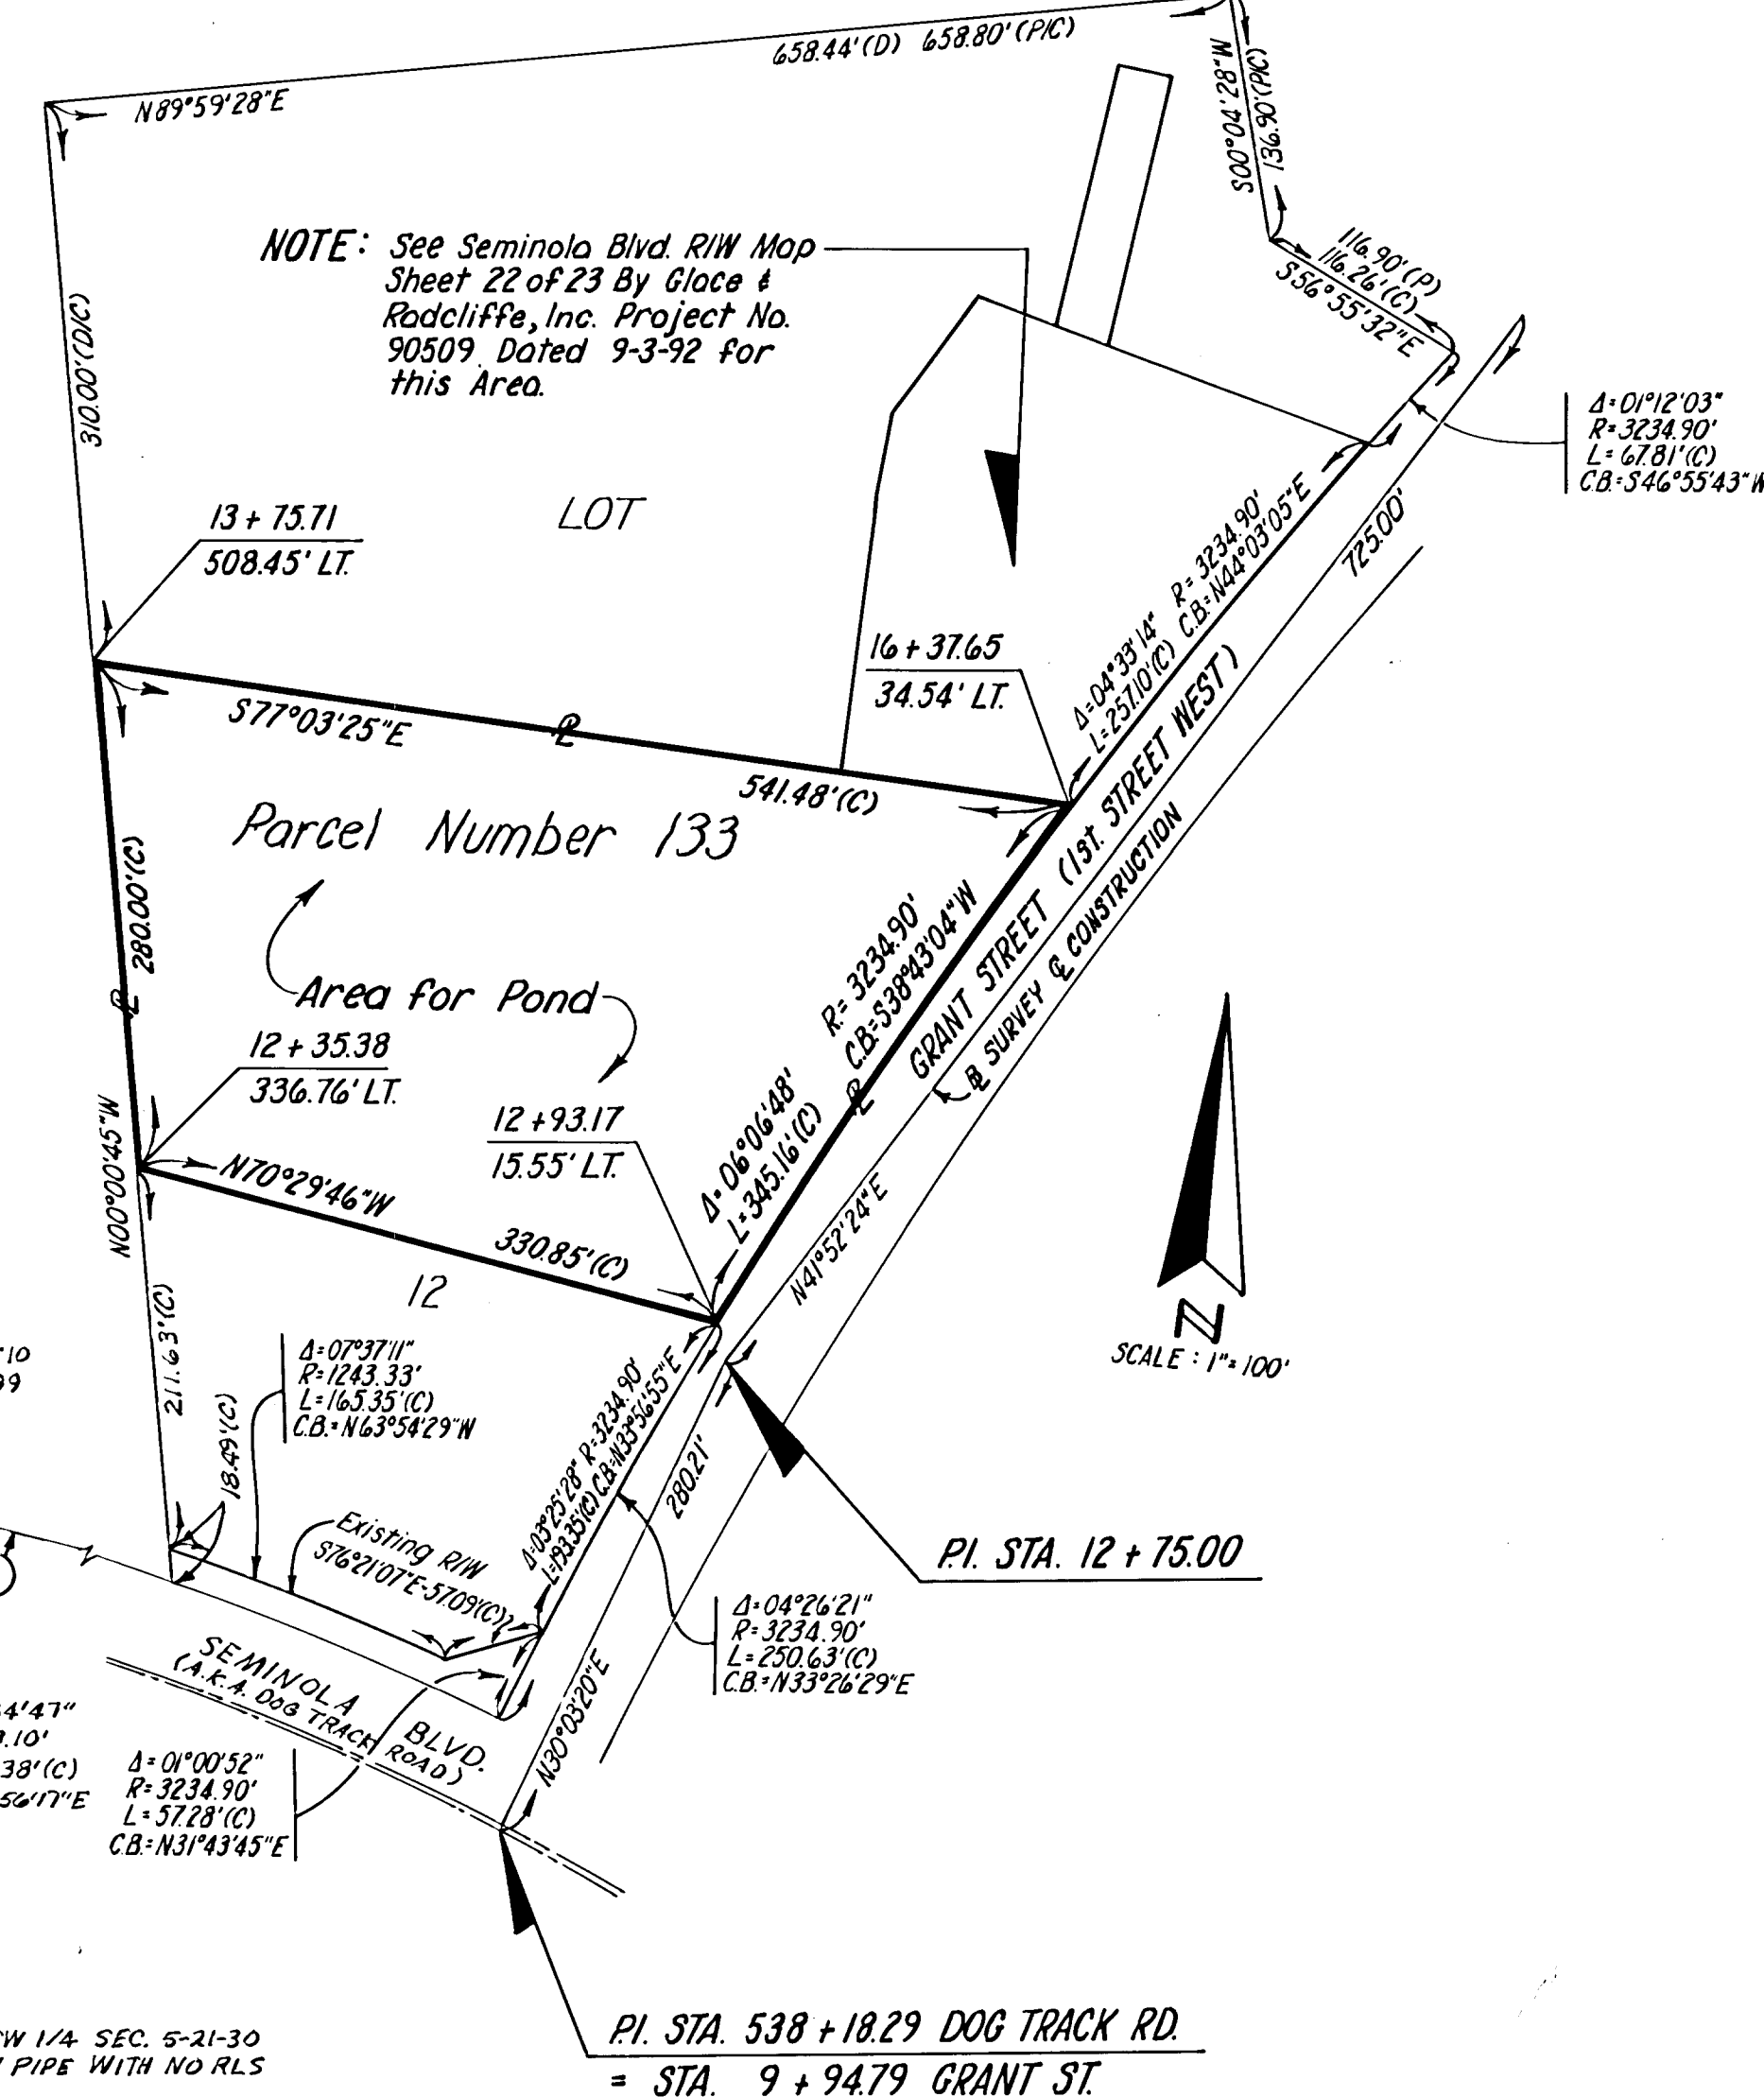 658.44'(D) 658.80'(P/C)
N89°59'28"E
S00°04'28"W
136.90'(P/C)
NOTE: See Seminola Blvd. R/W Map
Sheet 22 of 23 By Glace &
Radcliffe, Inc. Project No.
90509 Dated 9-3-92 for
this Area.
116.90'(P)
116.26'(C)
S56°55'32"E
310.00'(D/C)
Δ=01°12'03"
R=3234.90'
L=67.81'(C)
C.B.=S46°55'43"W
13 + 75.71
508.45' LT.
LOT
725.00'
Δ=04°33'14" R=3234.90'
L=257.10'(C) C.B.=N44°03'05"E
16 + 37.65
34.54' LT.
S77°03'25"E
541.48'(C)
Parcel Number 133
280.00'(C)
Area for Pond
R=3234.90'
C.B.=S38°43'04"W
Δ=06°06'48'
L=345.16'(C)
GRANT STREET (1ST. STREET WEST)
SURVEY ℄ CONSTRUCTION
12 + 35.38
336.76' LT.
12 + 93.17
15.55' LT.
N00°00'45"W
N70°29'46"W
330.85'(C)
N41°52'24"E
12
211.63'(C)
Z
SCALE : 1"=100'
'10
99
Δ=07°37'11"
R=1243.33'
L=165.35'(C)
C.B.=N63°54'29"W
18.49'(C)
Δ=03°25'28" R=3234.90'
L=193.35'(C) C.B.=N33°56'55"E
280.21'
Existing R/W
S76°21'07"E-57.09'(C)
P.I. STA. 12 + 75.00
Δ=04°26'21"
R=3234.90'
L=250.63'(C)
C.B.=N33°26'29"E
SEMINOLA BLVD.
(A.K.A. DOG TRACK ROAD)
N30°03'20"E
4'47"
.10'
38'(C)
56'17"E
Δ=01°00'52"
R=3234.90'
L=57.28'(C)
C.B.=N31°43'45"E
W 1/4 SEC. 5-21-30
PIPE WITH NO RLS
P.I. STA. 538 + 18.29 DOG TRACK RD.
= STA. 9 + 94.79 GRANT ST.